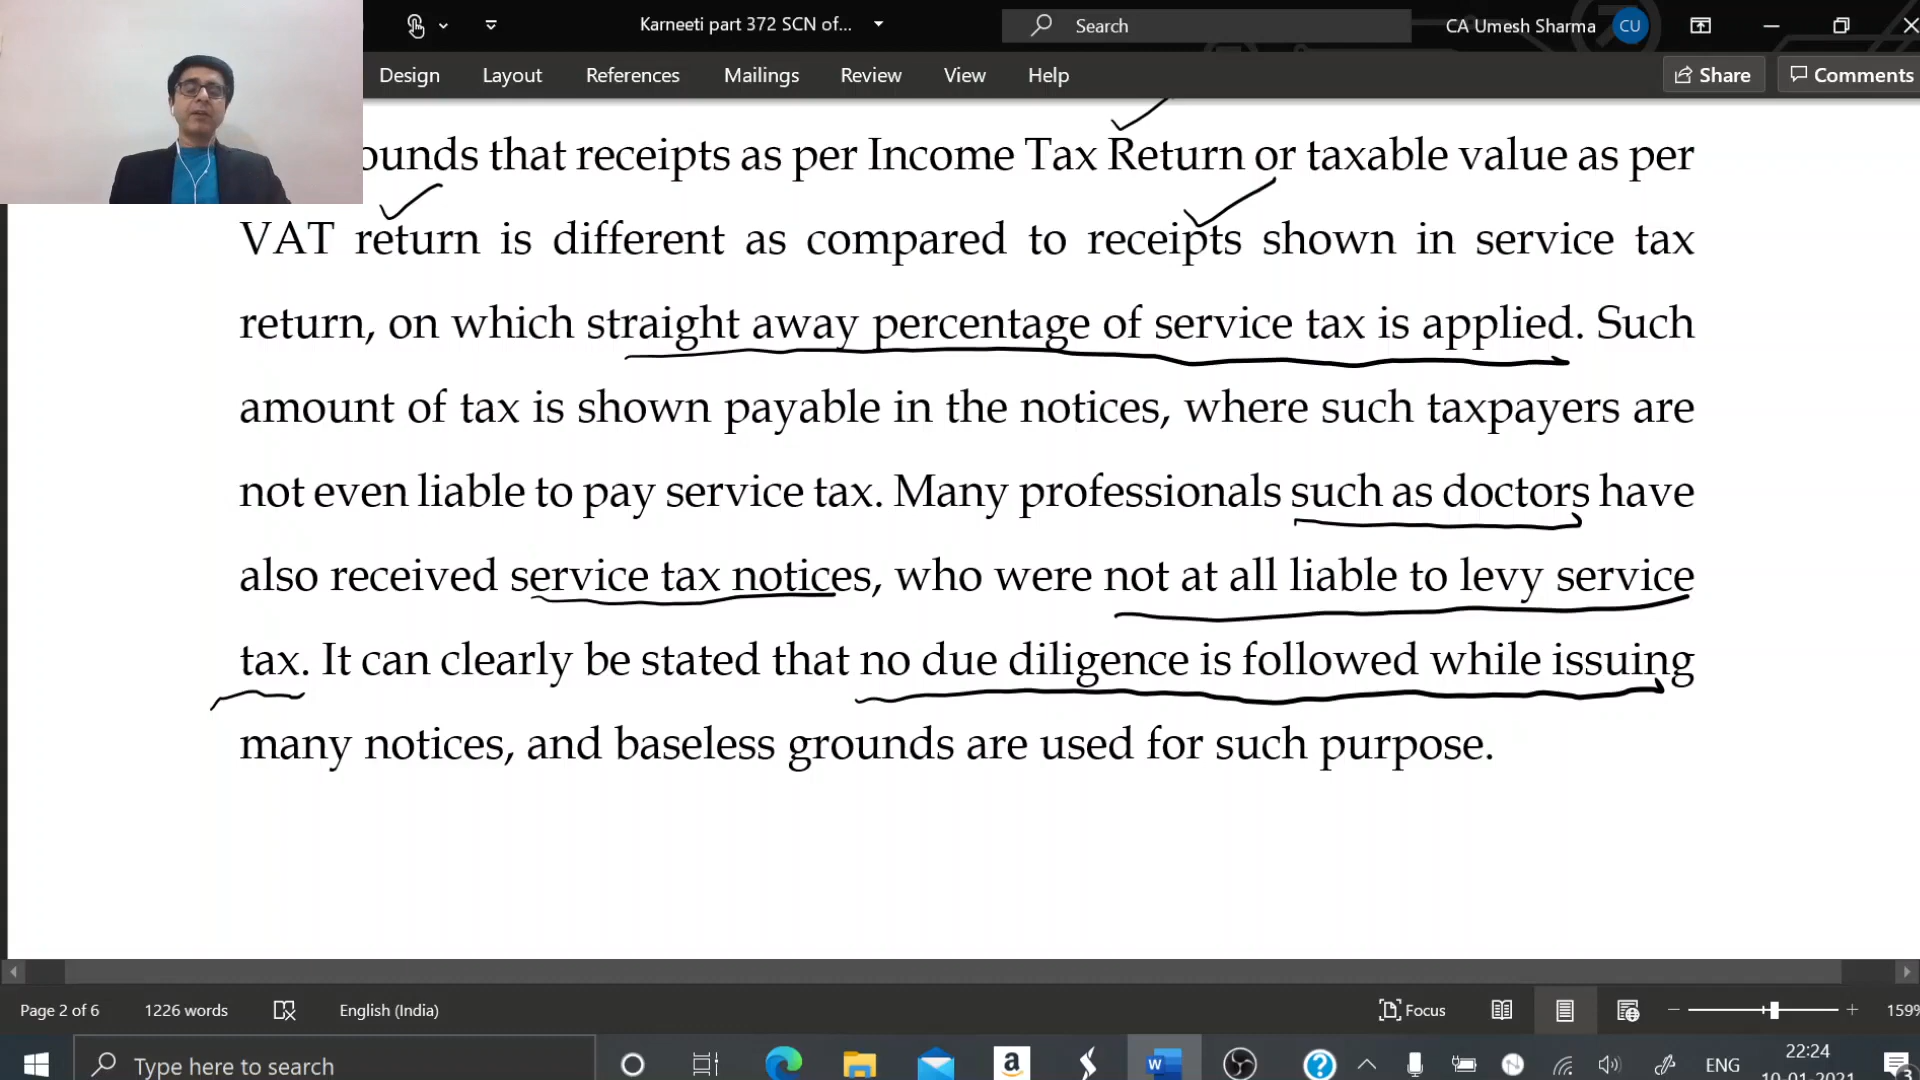 Karneeti part 372 SCN of...
Search
CA Umesh Sharma
CU
Design Layout References Mailings Review View Help
Share
Comments
ounds that receipts as per Income Tax Return or taxable value as per
VAT return is different as compared to receipts shown in service tax
return, on which straight away percentage of service tax is applied. Such
amount of tax is shown payable in the notices, where such taxpayers are
not even liable to pay service tax. Many professionals such as doctors have
also received service tax notices, who were not at all liable to levy service
tax. It can clearly be stated that no due diligence is followed while issuing
many notices, and baseless grounds are used for such purpose.
Page 2 of 6
1226 words
English (India)
Focus
159%
Type here to search
a
W
ENG
22:24
10-01-2021
3